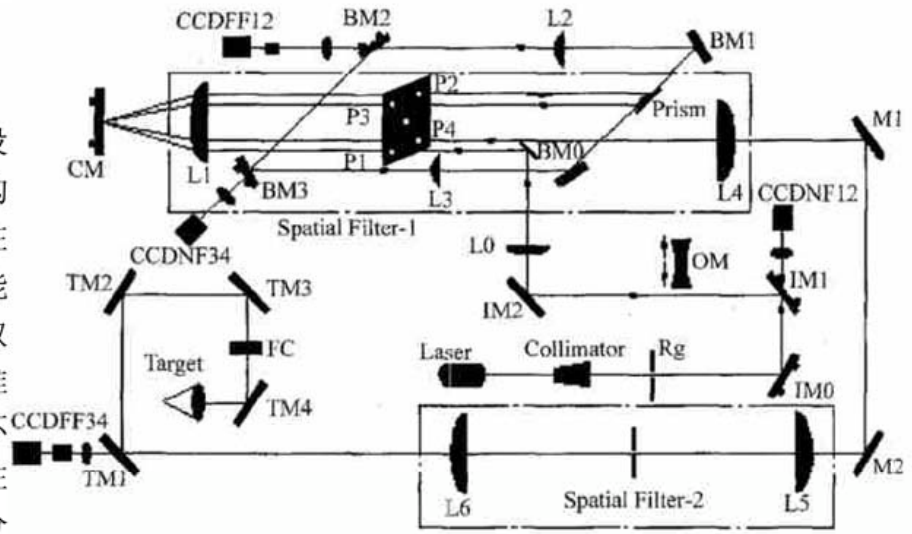 CCDFF12
BM2
L2
BM1
P2
P3
Prism
M1
P4
CM
P1
BM0
L1
BM3
L3
L4
CCDNF12
Spatial Filter-1
CCDNF34
L0
OM
IM1
TM2
TM3
IM2
FC
Laser
Collimator
Rg
Target
TM4
IM0
CCDFF34
TM1
M2
L6
Spatial Filter-2
L5